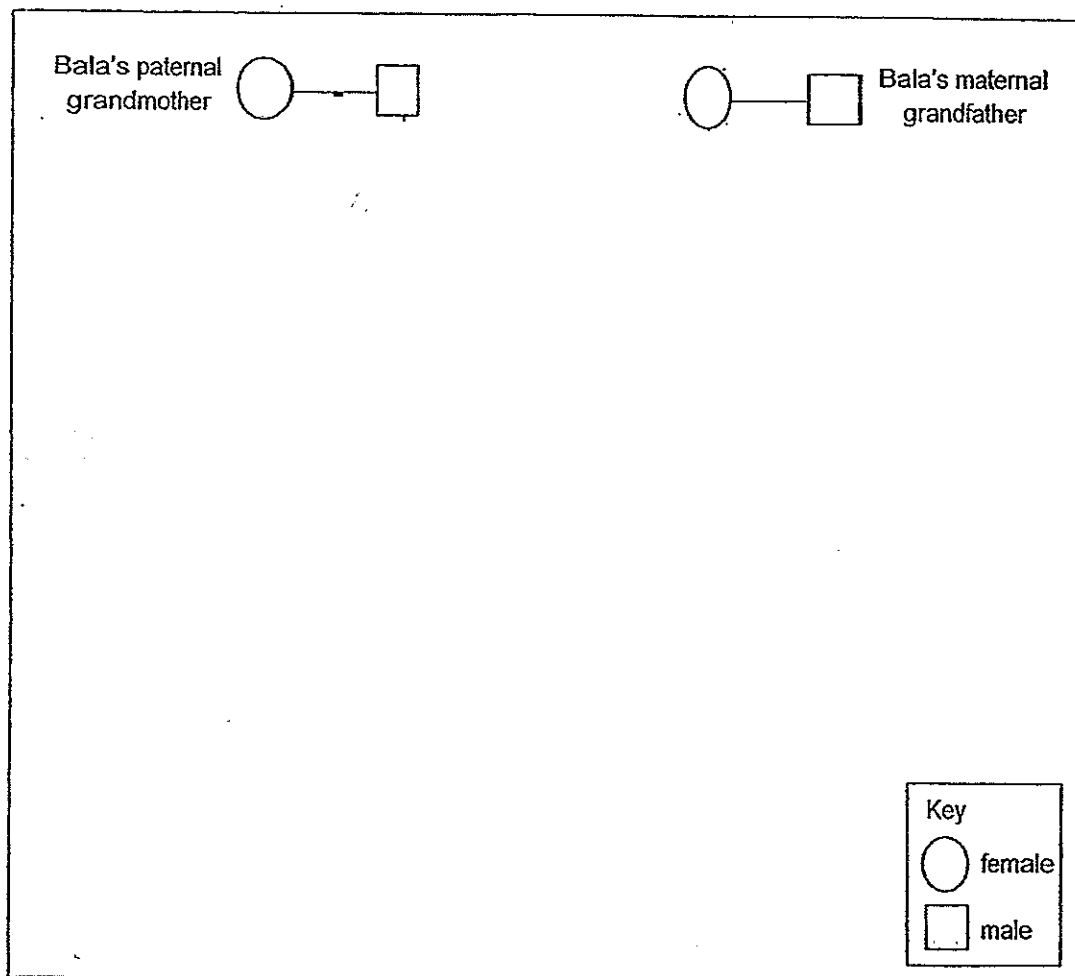 Bala's paternal
grandmother
Bala's maternal
grandfather
Key
female
male